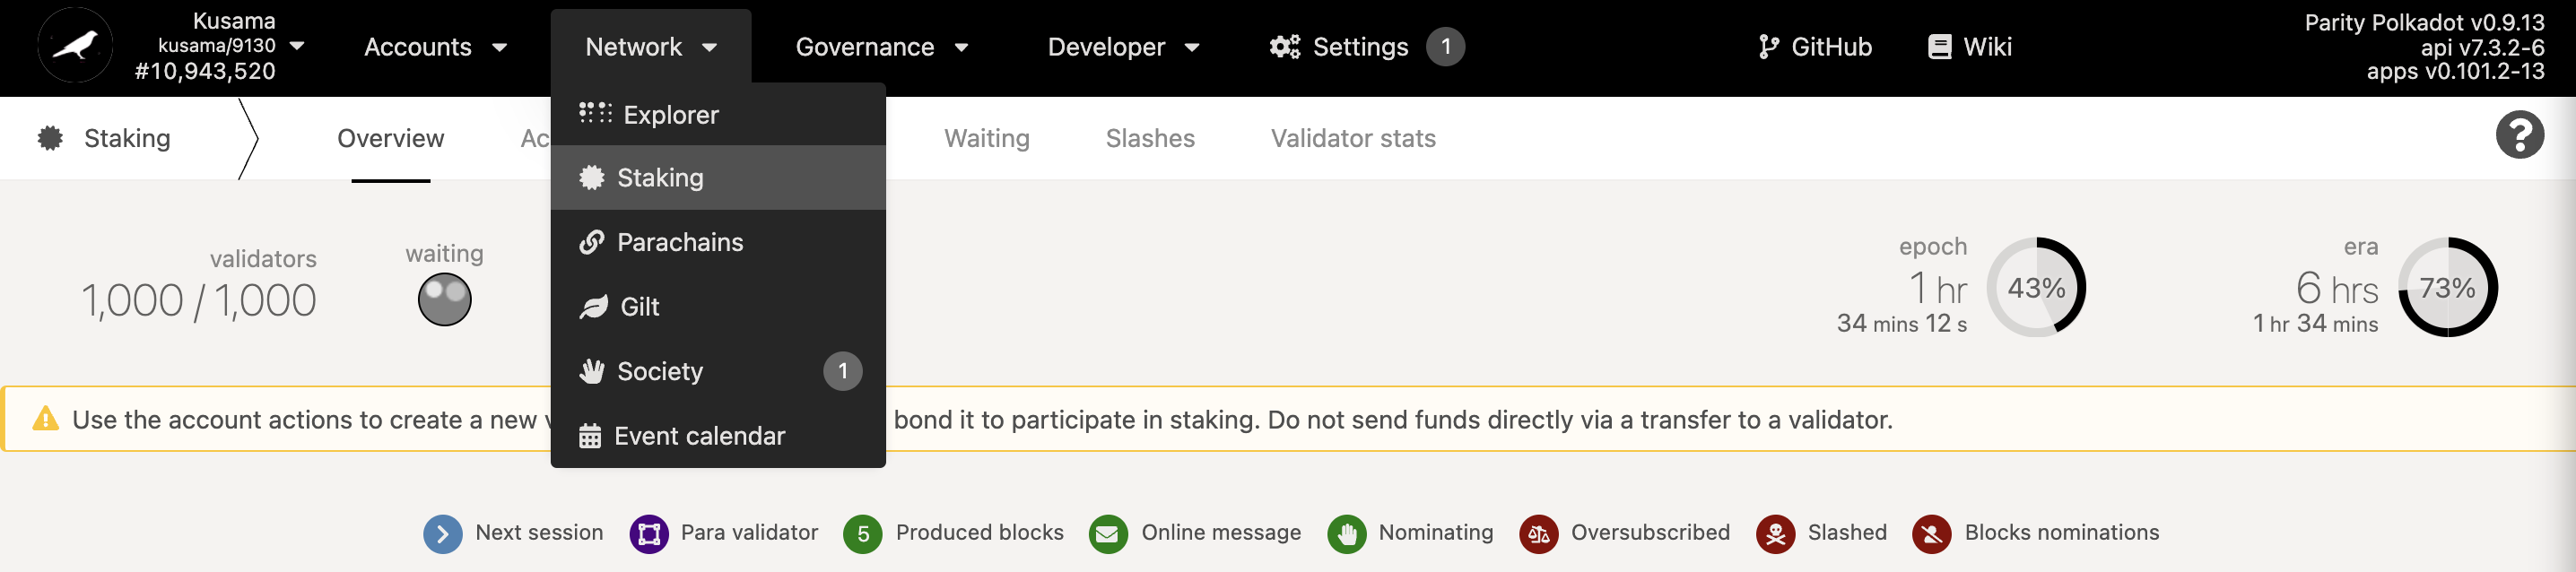 Kusama
kusama/9130
#10,943,520
Accounts
Network
Governance
Developer
Settings 1
GitHub
Wiki
Parity Polkadot v0.9.13
api v7.3.2-6
apps v0.101.2-13
Staking
Overview
Ac
Waiting
Slashes
Validator stats
?
Explorer
Staking
Parachains
Gilt
Society 1
Event calendar
validators
1,000 / 1,000
waiting
epoch
1 hr
34 mins 12 s
43%
era
6 hrs
1 hr 34 mins
73%
Use the account actions to create a new v bond it to participate in staking. Do not send funds directly via a transfer to a validator.
Next session
Para validator
5 Produced blocks
Online message
Nominating
Oversubscribed
Slashed
Blocks nominations